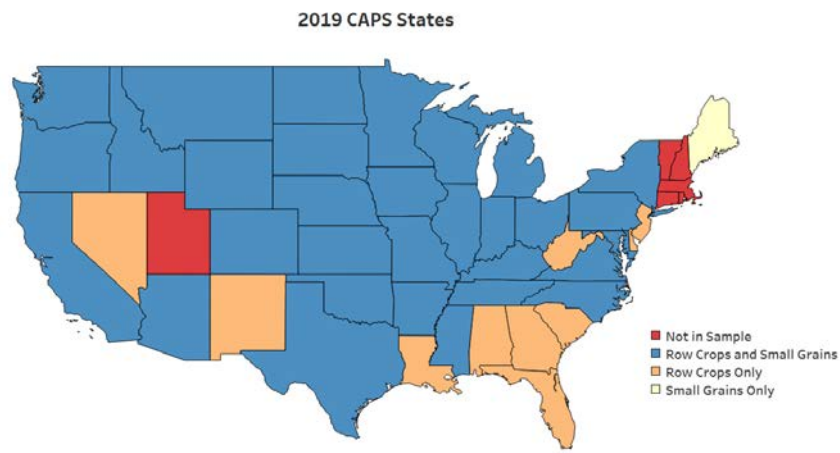 2019 CAPS States
Not in Sample
Row Crops and Small Grains
Row Crops Only
Small Grains Only